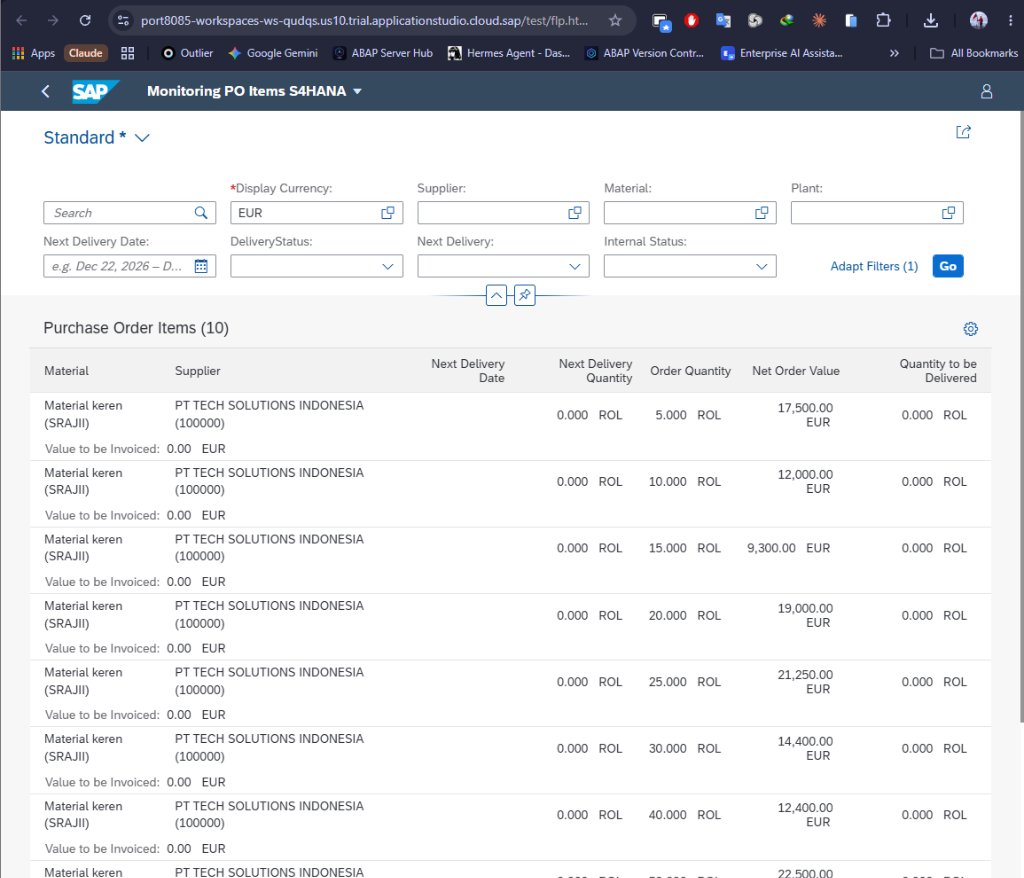 port8085-workspaces-ws-qudqs.us10.trial.applicationstudio.cloud.sap/test/flp.ht...
Apps Claude Outlier Google Gemini ABAP Server Hub Hermes Agent - Das... ABAP Version Contr... Enterprise AI Assista... » All Bookmarks
SAP Monitoring PO Items S4HANA
Standard *
*Display Currency: Supplier: Material: Plant:
Search EUR
Next Delivery Date: DeliveryStatus: Next Delivery: Internal Status:
e.g. Dec 22, 2026 – D... Adapt Filters (1) Go
Purchase Order Items (10)
Material Supplier Next Delivery Date Next Delivery Quantity Order Quantity Net Order Value Quantity to be Delivered
Material keren PT TECH SOLUTIONS INDONESIA
(SRAJII) (100000) 0.000 ROL 5.000 ROL 17,500.00 EUR 0.000 ROL
Value to be Invoiced: 0.00 EUR
Material keren PT TECH SOLUTIONS INDONESIA
(SRAJII) (100000) 0.000 ROL 10.000 ROL 12,000.00 EUR 0.000 ROL
Value to be Invoiced: 0.00 EUR
Material keren PT TECH SOLUTIONS INDONESIA
(SRAJII) (100000) 0.000 ROL 15.000 ROL 9,300.00 EUR 0.000 ROL
Value to be Invoiced: 0.00 EUR
Material keren PT TECH SOLUTIONS INDONESIA
(SRAJII) (100000) 0.000 ROL 20.000 ROL 19,000.00 EUR 0.000 ROL
Value to be Invoiced: 0.00 EUR
Material keren PT TECH SOLUTIONS INDONESIA
(SRAJII) (100000) 0.000 ROL 25.000 ROL 21,250.00 EUR 0.000 ROL
Value to be Invoiced: 0.00 EUR
Material keren PT TECH SOLUTIONS INDONESIA
(SRAJII) (100000) 0.000 ROL 30.000 ROL 14,400.00 EUR 0.000 ROL
Value to be Invoiced: 0.00 EUR
Material keren PT TECH SOLUTIONS INDONESIA
(SRAJII) (100000) 0.000 ROL 40.000 ROL 12,400.00 EUR 0.000 ROL
Value to be Invoiced: 0.00 EUR
Material keren PT TECH SOLUTIONS INDONESIA 22,500.00